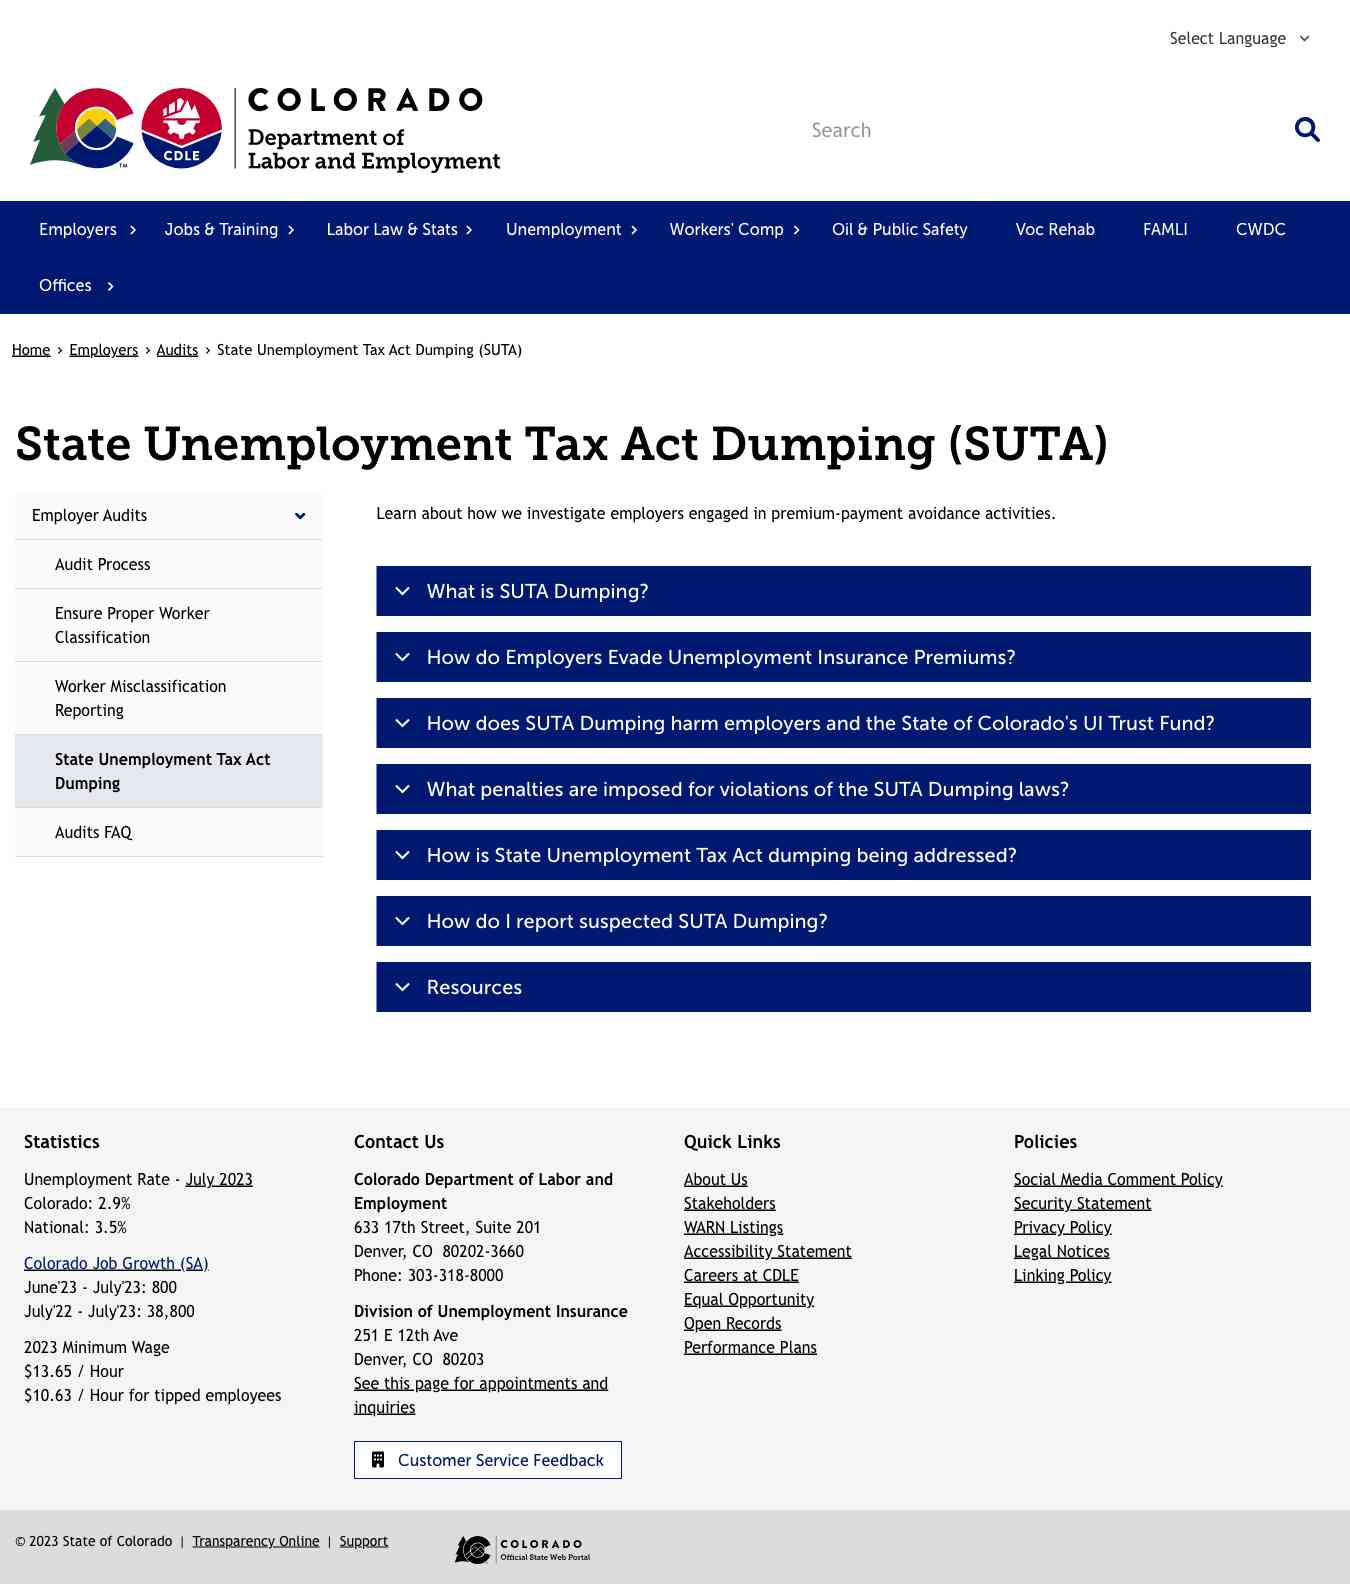 Select Language
COLORADO
Department of
Labor and Employment
CDLE
TM
Search
Employers
Jobs & Training
Labor Law & Stats
Unemployment
Workers' Comp
Oil & Public Safety
Voc Rehab
FAMLI
CWDC
Offices
Home › Employers › Audits › State Unemployment Tax Act Dumping (SUTA)
State Unemployment Tax Act Dumping (SUTA)
Employer Audits
Audit Process
Ensure Proper Worker
Classification
Worker Misclassification
Reporting
State Unemployment Tax Act
Dumping
Audits FAQ
Learn about how we investigate employers engaged in premium-payment avoidance activities.
What is SUTA Dumping?
How do Employers Evade Unemployment Insurance Premiums?
How does SUTA Dumping harm employers and the State of Colorado's UI Trust Fund?
What penalties are imposed for violations of the SUTA Dumping laws?
How is State Unemployment Tax Act dumping being addressed?
How do I report suspected SUTA Dumping?
Resources
Statistics
Unemployment Rate - July 2023
Colorado: 2.9%
National: 3.5%
Colorado Job Growth (SA)
June'23 - July'23: 800
July'22 - July'23: 38,800
2023 Minimum Wage
$13.65 / Hour
$10.63 / Hour for tipped employees
Contact Us
Colorado Department of Labor and
Employment
633 17th Street, Suite 201
Denver, CO  80202-3660
Phone: 303-318-8000
Division of Unemployment Insurance
251 E 12th Ave
Denver, CO  80203
See this page for appointments and
inquiries
Customer Service Feedback
Quick Links
About Us
Stakeholders
WARN Listings
Accessibility Statement
Careers at CDLE
Equal Opportunity
Open Records
Performance Plans
Policies
Social Media Comment Policy
Security Statement
Privacy Policy
Legal Notices
Linking Policy
© 2023 State of Colorado | Transparency Online | Support
COLORADO
Official State Web Portal